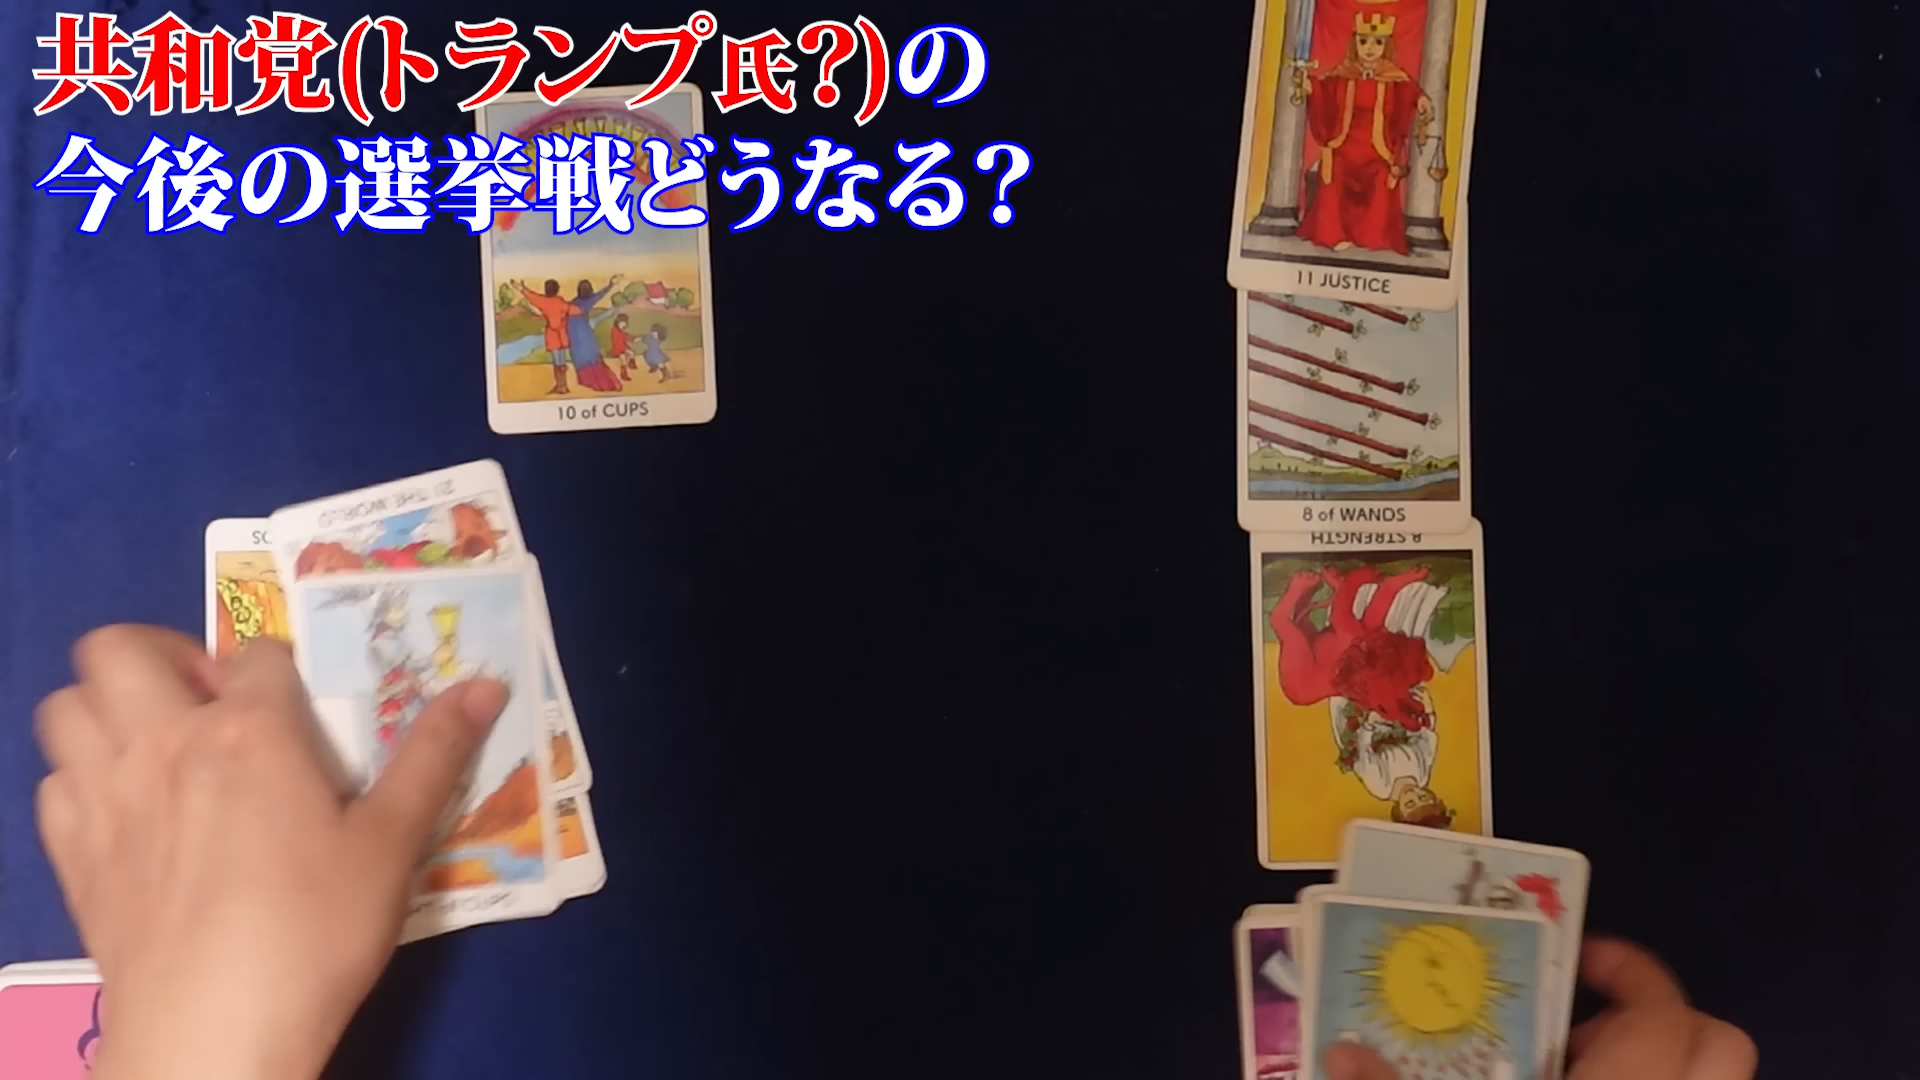 共和党(トランプ氏?)の
今後の選挙戦どうなる?
10 of CUPS
11 JUSTICE
8 of WANDS
8 STRENGTH
21 THE WORLD